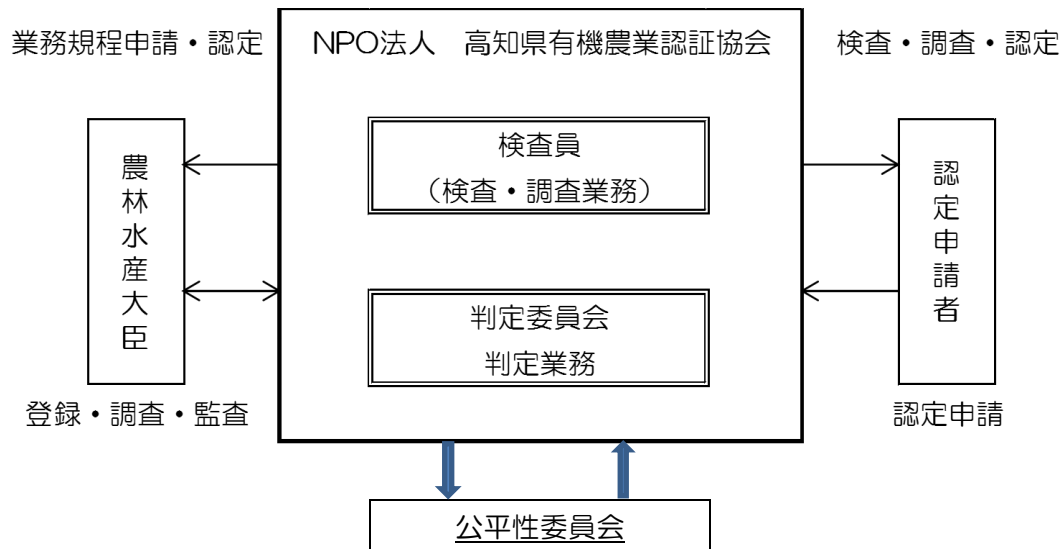 業務規程申請・認定
NPO法人　高知県有機農業認証協会
検査・調査・認定
検査員
（検査・調査業務）
農林水産大臣
認定申請者
判定委員会
判定業務
登録・調査・監査
認定申請
公平性委員会